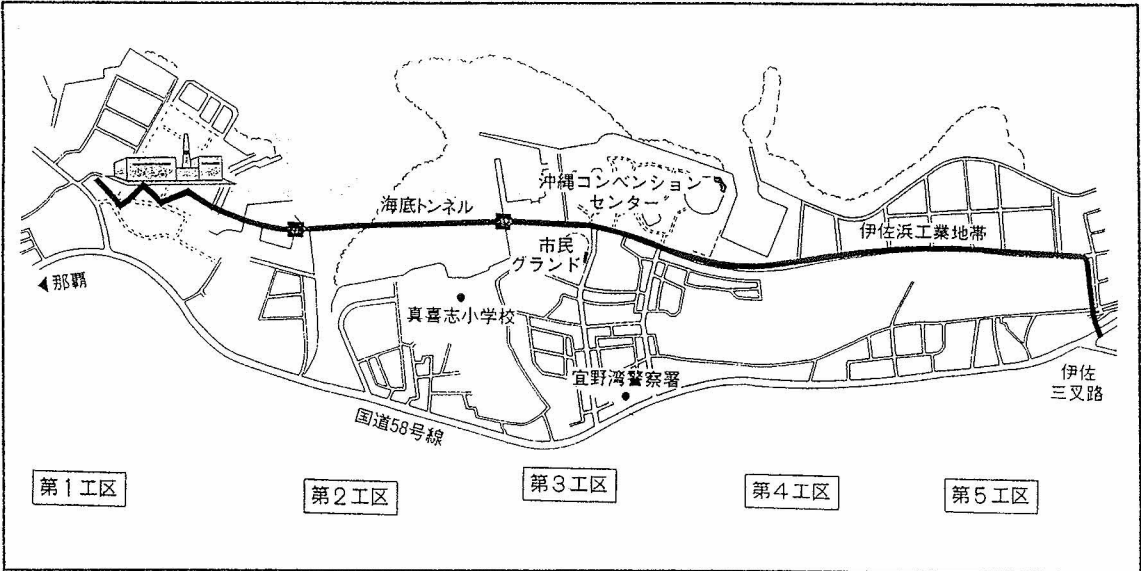 沖縄コンベンション
センター
海底トンネル
市民
グランド
伊佐浜工業地帯
那覇
真喜志小学校
宜野湾警察署
国道58号線
伊佐
三叉路
第1工区
第2工区
第3工区
第4工区
第5工区